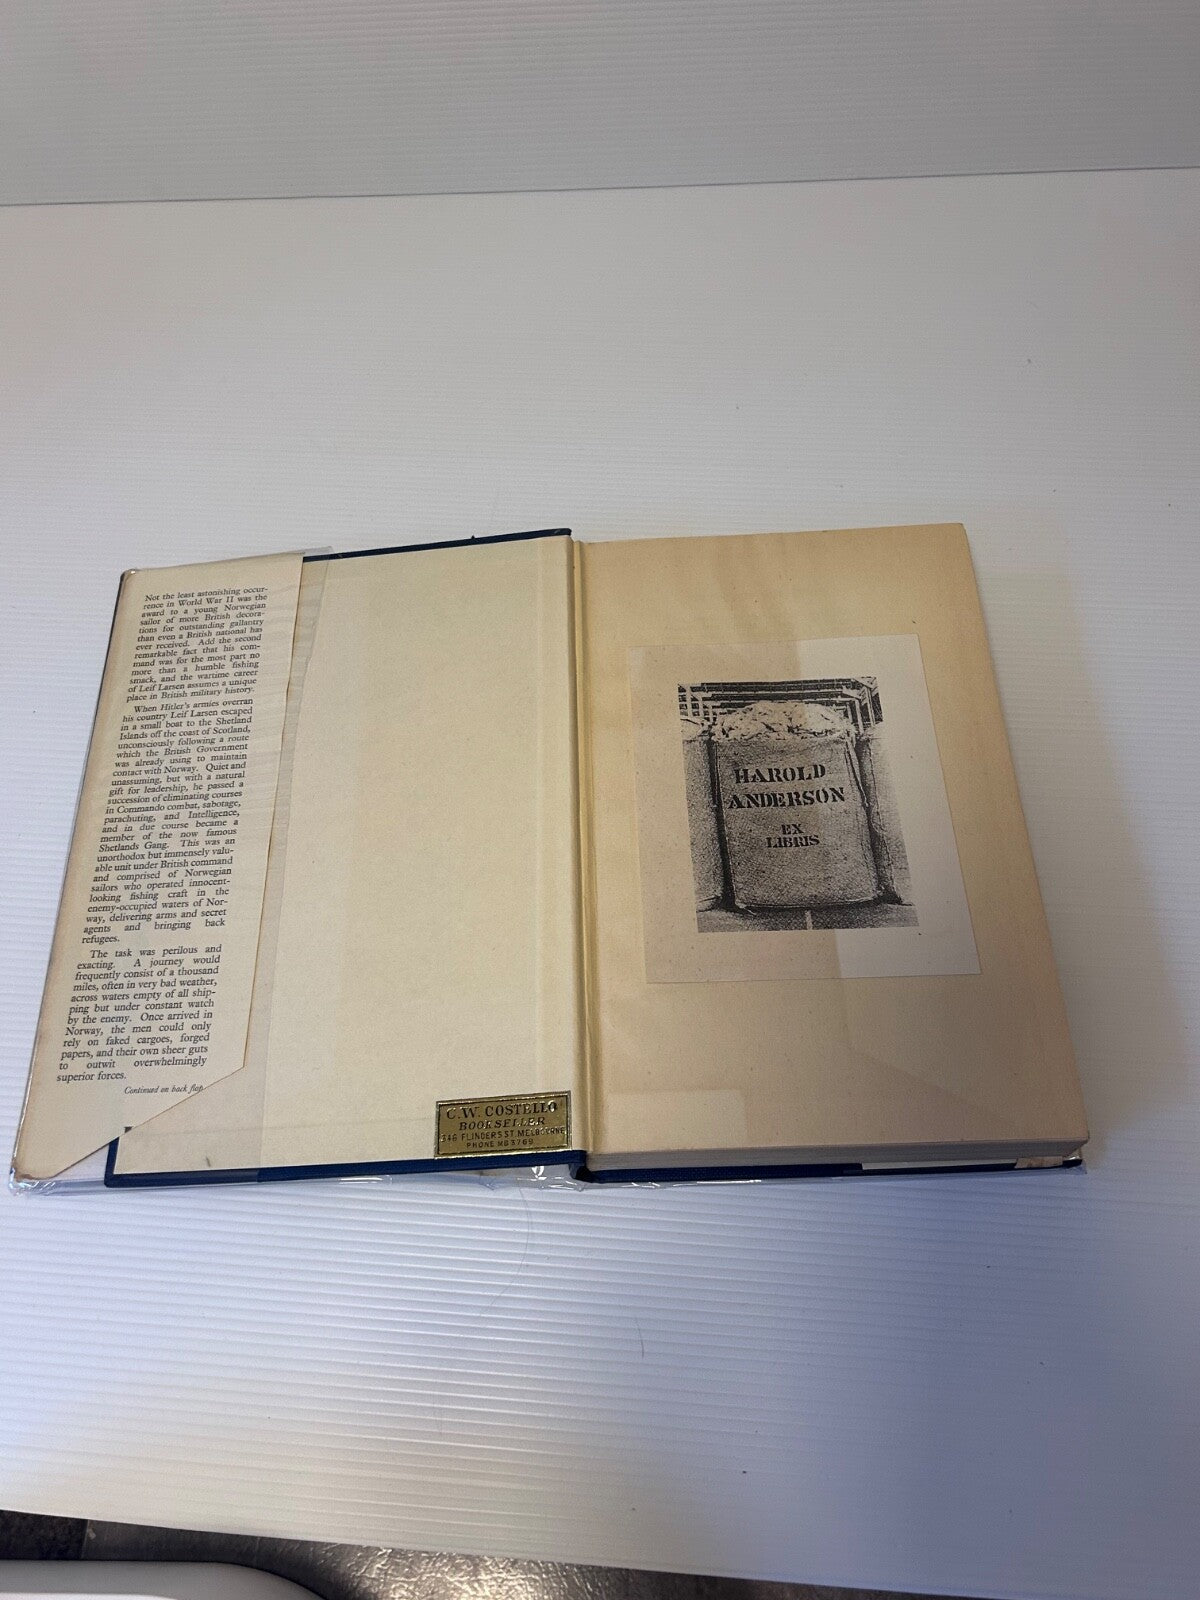 Not the least astonishing occur-
rence in World War II was the
award to a young Norwegian
sailor of more British decora-
tions for outstanding gallantry
than even a British national has
ever received. Add the second
remarkable fact that his com-
mand was for the most part no
more than a humble fishing
smack, and the wartime career
of Leif Larsen assumes a unique
place in British military history.
When Hitler's armies overran
his country Leif Larsen escaped
in a small boat to the Shetland
Islands off the coast of Scotland,
unconsciously following a route
which the British Government
was already using to maintain
contact with Norway. Quiet and
unassuming, but with a natural
gift for leadership, he passed a
succession of eliminating courses
in Commando combat, sabotage,
parachuting, and Intelligence,
and in due course became a
member of the now famous
Shetlands Gang. This was an
unorthodox but immensely valu-
able unit under British command
and comprised of Norwegian
sailors who operated innocent-
looking fishing craft in the
enemy-occupied waters of Nor-
way, delivering arms and secret
agents and bringing back
refugees.
The task was perilous and
exacting. A journey would
frequently consist of a thousand
miles, often in very bad weather,
across waters empty of all ship-
ping but under constant watch
by the enemy. Once arrived in
Norway, the men could only
rely on faked cargoes, forged
papers, and their own sheer guts
to outwit overwhelmingly
superior forces.
Continued on back flap
C.W. COSTELLO
BOOKSELLER
346 FLINDERS ST. MELBOURNE
PHONE MB 3769
HAROLD
ANDERSON
EX
LIBRIS